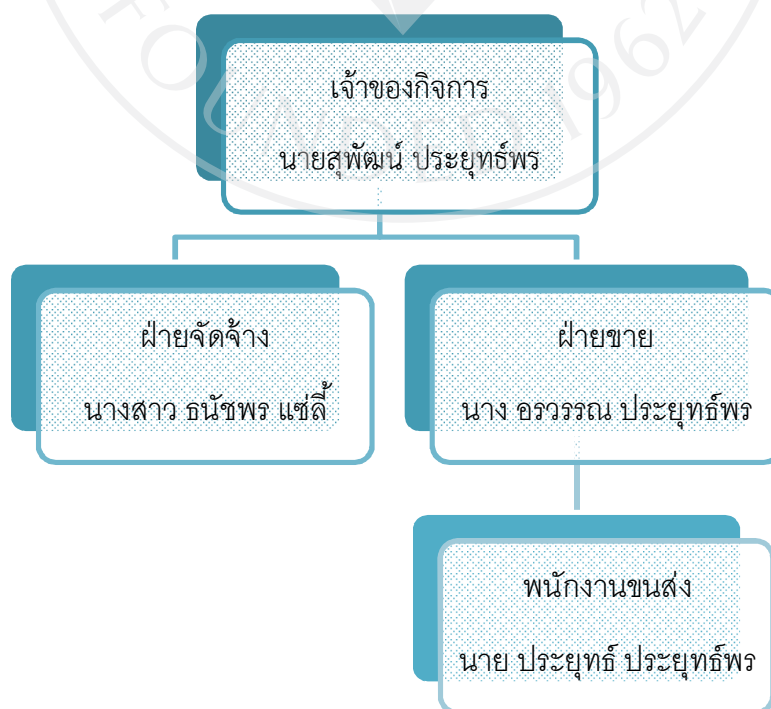 FOUNDED 1962
เจ้าของกิจการ
นายสุพัฒน์ ประยุทธ์พร
ฝ่ายจัดจ้าง
นางสาว ธนัชพร แซ่ลี้
ฝ่ายขาย
นาง อรวรรณ ประยุทธ์พร
พนักงานขนส่ง
นาย ประยุทธ์ ประยุทธ์พร